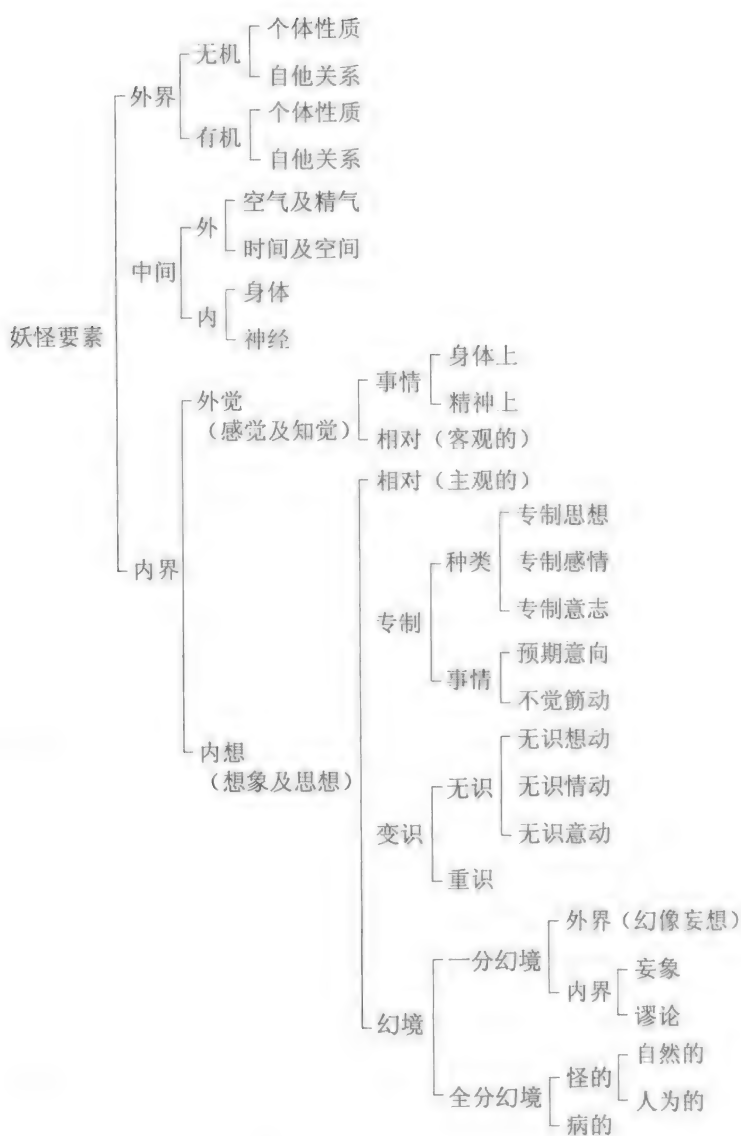 个体性质
无机
自他关系
外界
个体性质
有机
自他关系
空气及精气
外
时间及空间
中间
身体
内
神经
妖怪要素
身体上
事情
外觉
精神上
(感觉及知觉)
相对(客观的)
相对(主观的)
专制思想
种类
专制感情
内界
专制意志
专制
预期意向
事情
不觉筋动
内想
无识想动
(想象及思想)
无识
无识情动
变识
无识意动
重识
外界(幻像妄想)
一分幻境
妄象
内界
谬论
幻境
自然的
怪的
全分幻境
人为的
病的